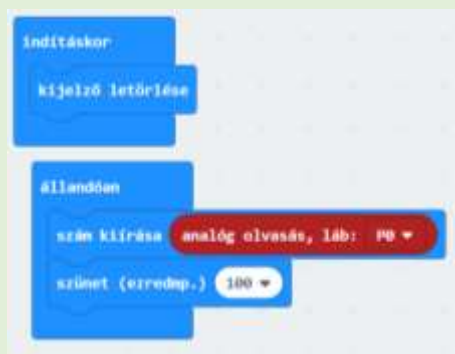 indításkor
kijelző letörlése
állandóan
szám kiírása analóg olvasás, láb: P0
szünet (ezredmp.) 100